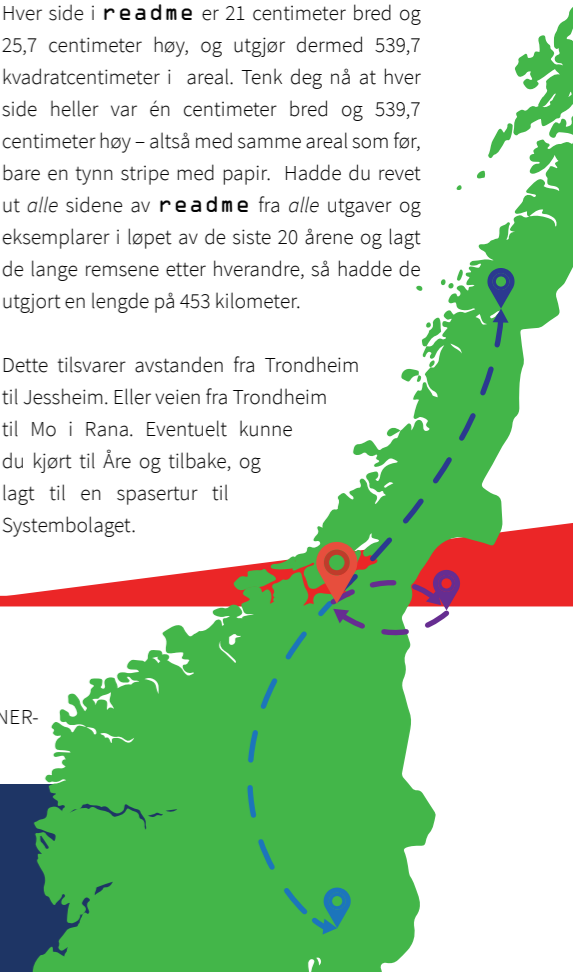 Hver side i readme er 21 centimeter bred og
25,7 centimeter høy, og utgjør dermed 539,7
kvadratcentimeter i areal. Tenk deg nå at hver
side heller var én centimeter bred og 539,7
centimeter høy – altså med samme areal som før,
bare en tynn stripe med papir. Hadde du revet
ut alle sidene av readme fra alle utgaver og
eksemplarer i løpet av de siste 20 årene og lagt
de lange remsene etter hverandre, så hadde de
utgjort en lengde på 453 kilometer.
Dette tilsvarer avstanden fra Trondheim
til Jessheim. Eller veien fra Trondheim
til Mo i Rana. Eventuelt kunne
du kjørt til Åre og tilbake, og
lagt til en spasertur til
Systembolaget.
NER-